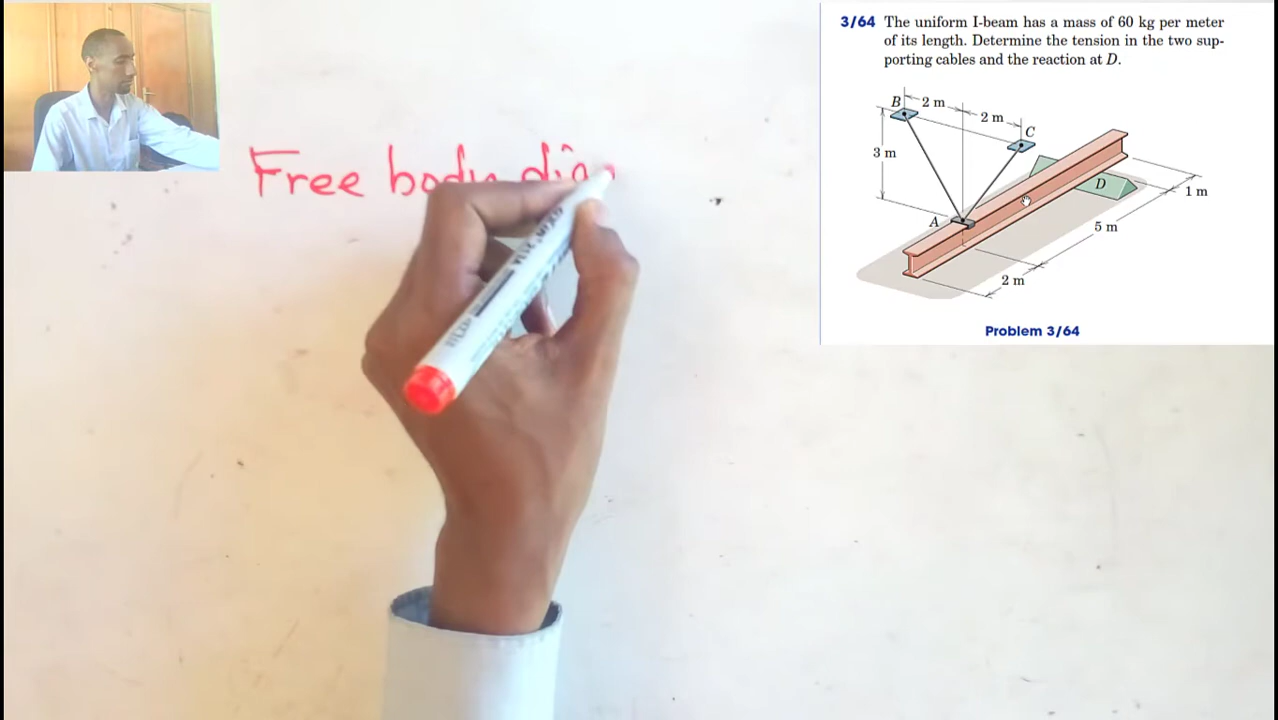 Free body diag
3/64 The uniform I-beam has a mass of 60 kg per meter
of its length. Determine the tension in the two sup-
porting cables and the reaction at D.
B
2 m
2 m
C
3 m
D
1 m
A
5 m
2 m
Problem 3/64